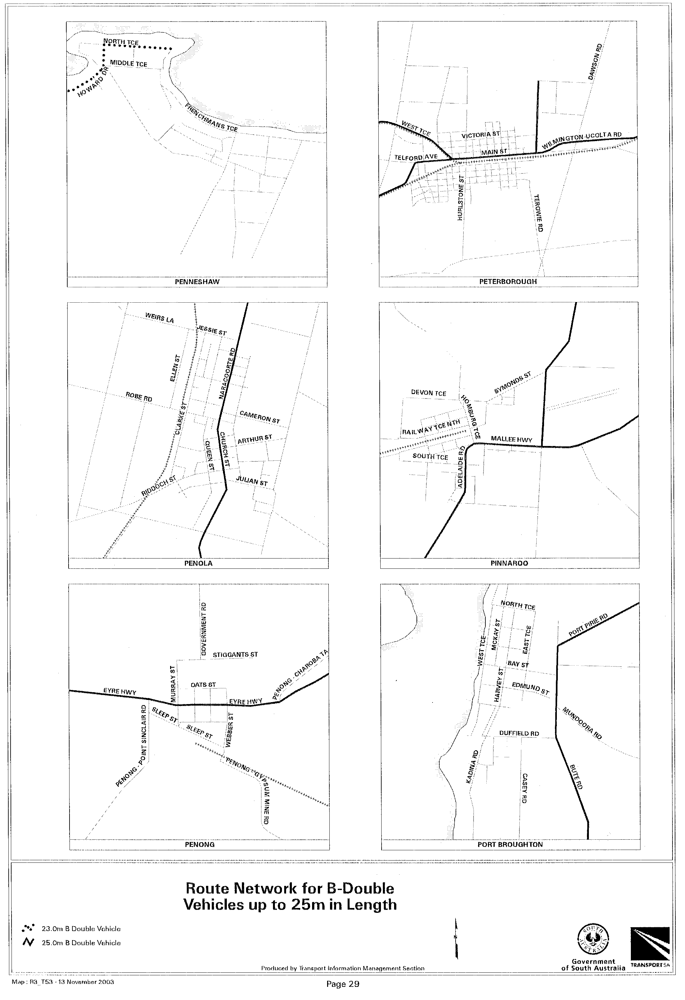 NORTH TCE
MIDDLE TCE
HOWARD DR
FRENCHMANS TCE
PENNESHAW
DAWSON RD
WEST TCE
VICTORIA ST
WILMINGTON-UCOLTA RD
TELFORD AVE
MAIN ST
HURLSTONE ST
TEROWIE RD
PETERBOROUGH
WEIRS LA
JESSIE ST
ELLEN ST
NARACOORTE RD
ROBE RD
CLARKE ST
CAMERON ST
QUEEN ST
CHURCH ST
ARTHUR ST
RIDDOCH ST
JULIAN ST
PENOLA
SYMONDS ST
DEVON TCE
HOMBURG TCE
RAILWAY TCE NTH
MALLEE HWY
SOUTH TCE
ADELAIDE RD
PINNAROO
GOVERNMENT RD
STIGGANTS ST
PENONG - CHAROBA TA
MURRAY ST
OATS ST
EYRE HWY
EYRE HWY
SLEEP ST
SLEEP ST
WEBBER ST
PENONG - POINT SINCLAIR RD
PENONG - GYPSUM MINE RD
PENONG
NORTH TCE
PORT PIRIE RD
MCKAY ST
EAST TCE
WEST TCE
BAY ST
HARVEY ST
EDMUND ST
MUNDOORA RD
DUFFIELD RD
KADINA RD
CASEY RD
BUTE RD
PORT BROUGHTON
Route Network for B-Double
Vehicles up to 25m in Length
23.0m B Double Vehicle
25.0m B Double Vehicle
N
SOUTH
AUSTRALIA
Government
of South Australia
TRANSPORT SA
Produced by Transport Information Management Section
Map : R3_T53 - 13 November 2003
Page 29